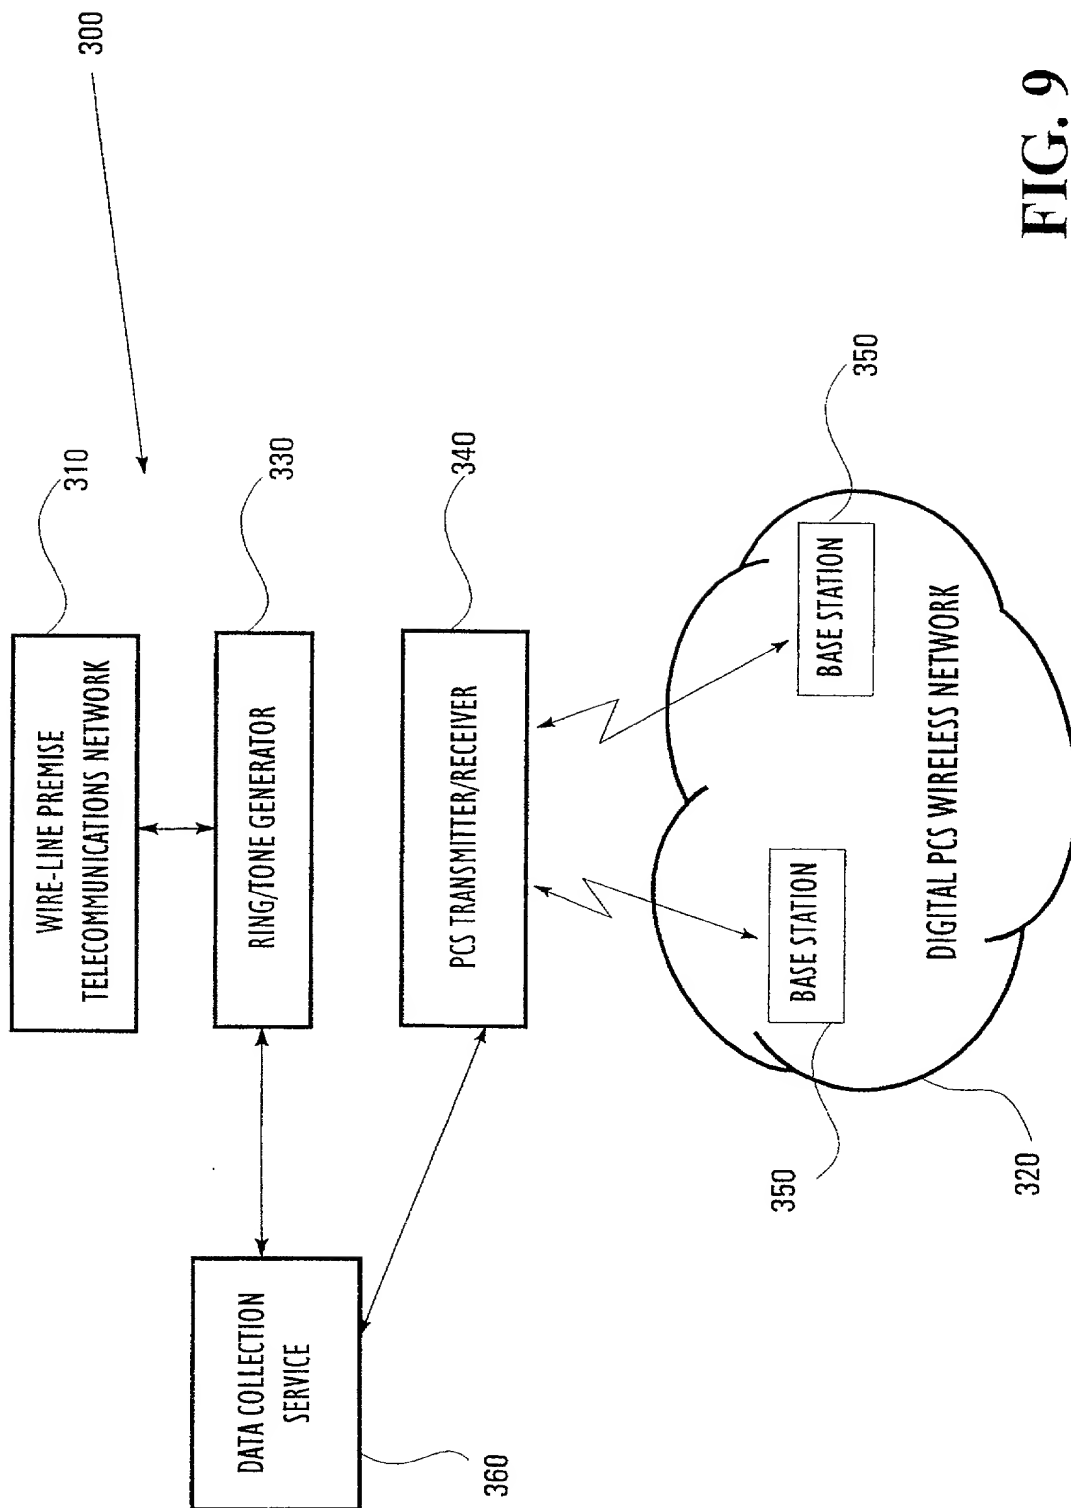 300
310
WIRE-LINE PREMISE
TELECOMMUNICATIONS NETWORK
330
RING/TONE GENERATOR
DATA COLLECTION
SERVICE
360
340
PCS TRANSMITTER/RECEIVER
350
BASE STATION
BASE STATION
350
DIGITAL PCS WIRELESS NETWORK
320
FIG. 9